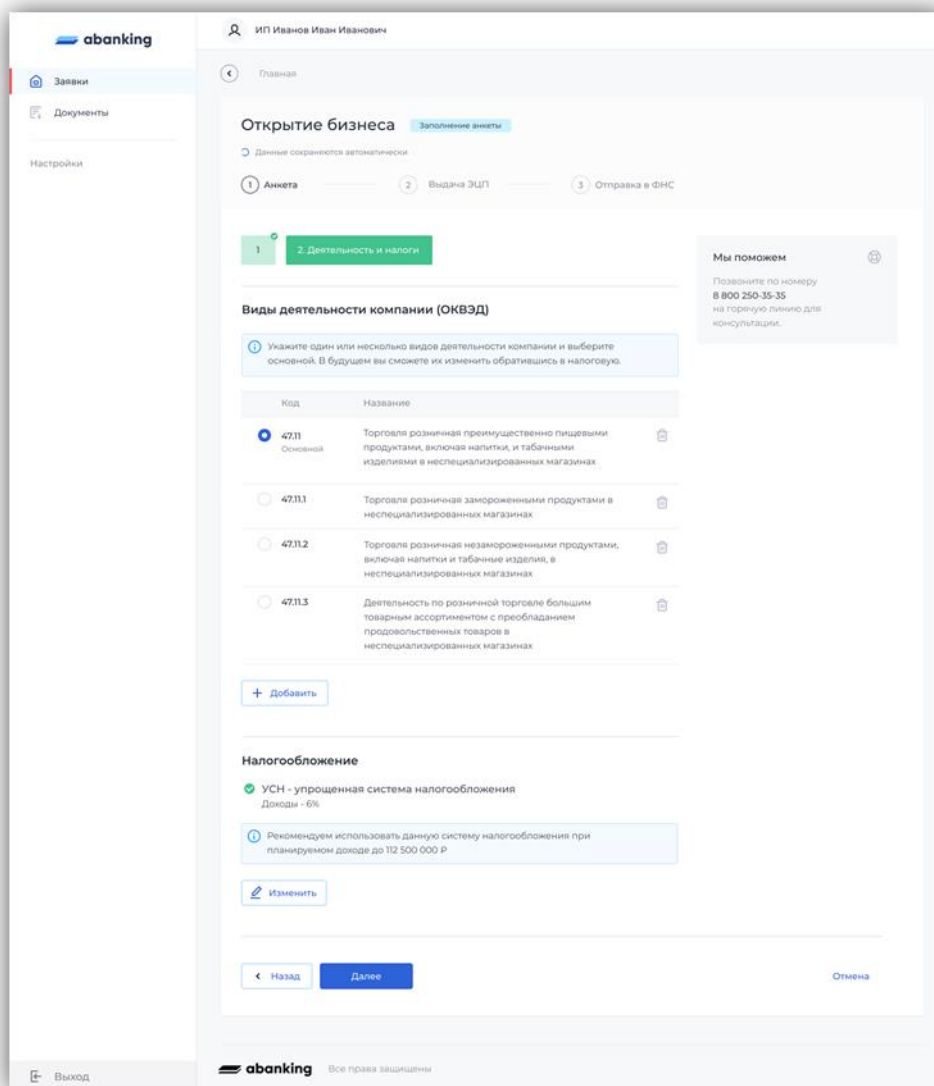 abanking
ИП Иванов Иван Иванович
Заявки
Документы
Настройки
Главная
Открытие бизнеса
Заполнение анкеты
Данные сохраняются автоматически
1 Анкета
2 Выдача ЭЦП
3 Отправка в ФНС
1
2. Деятельность и налоги
Мы поможем
Позвоните по номеру
8 800 250-35-35
на горячую линию для
консультации.
Виды деятельности компании (ОКВЭД)
Укажите один или несколько видов деятельности компании и выберите
основной. В будущем вы сможете их изменить обратившись в налоговую.
Код Название
47.11
Основной
Торговля розничная преимущественно пищевыми
продуктами, включая напитки, и табачными
изделиями в неспециализированных магазинах
47.11.1
Торговля розничная замороженными продуктами в
неспециализированных магазинах
47.11.2
Торговля розничная незамороженными продуктами,
включая напитки и табачные изделия, в
неспециализированных магазинах
47.11.3
Деятельность по розничной торговле большим
товарным ассортиментом с преобладанием
продовольственных товаров в
неспециализированных магазинах
+ Добавить
Налогообложение
УСН - упрощенная система налогообложения
Доходы - 6%
Рекомендуем использовать данную систему налогообложения при
планируемом доходе до 112 500 000 Р
Изменить
Назад
Далее
Отмена
Выход
abanking
Все права защищены